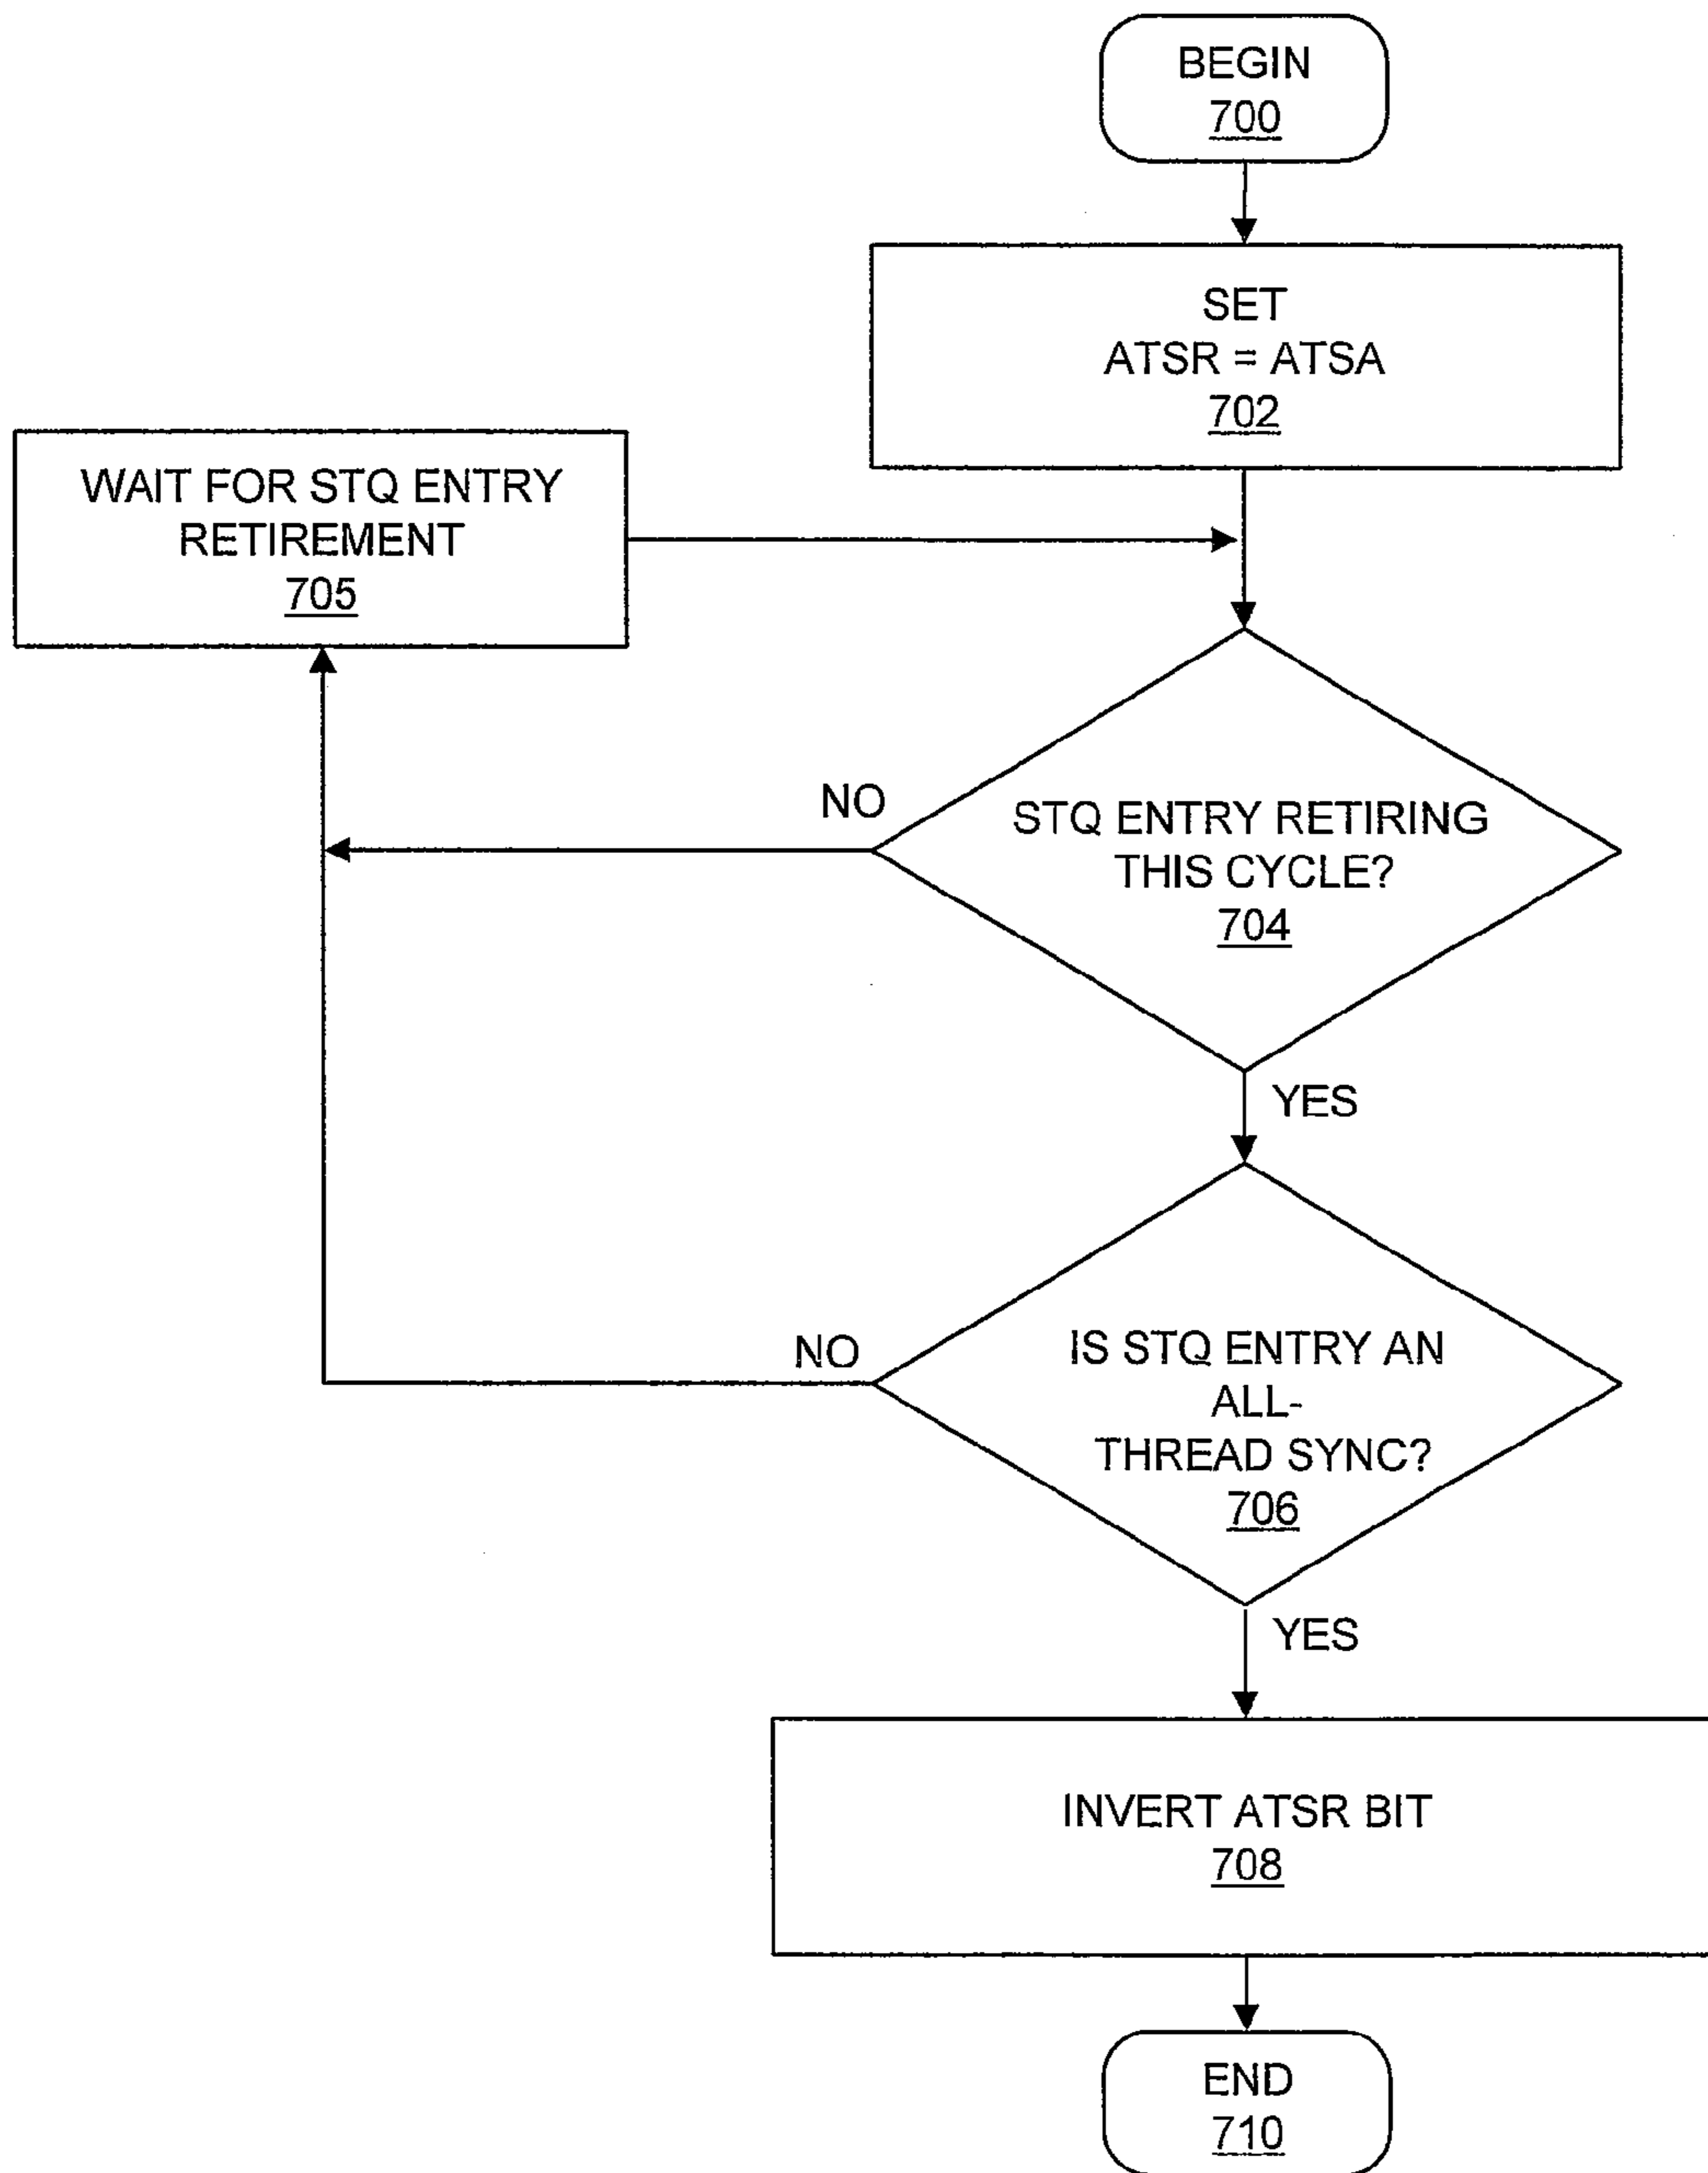 BEGIN
700
SET
ATSR = ATSA
702
WAIT FOR STQ ENTRY
RETIREMENT
705
NO
STQ ENTRY RETIRING
THIS CYCLE?
704
YES
NO
IS STQ ENTRY AN
ALL-
THREAD SYNC?
706
YES
INVERT ATSR BIT
708
END
710